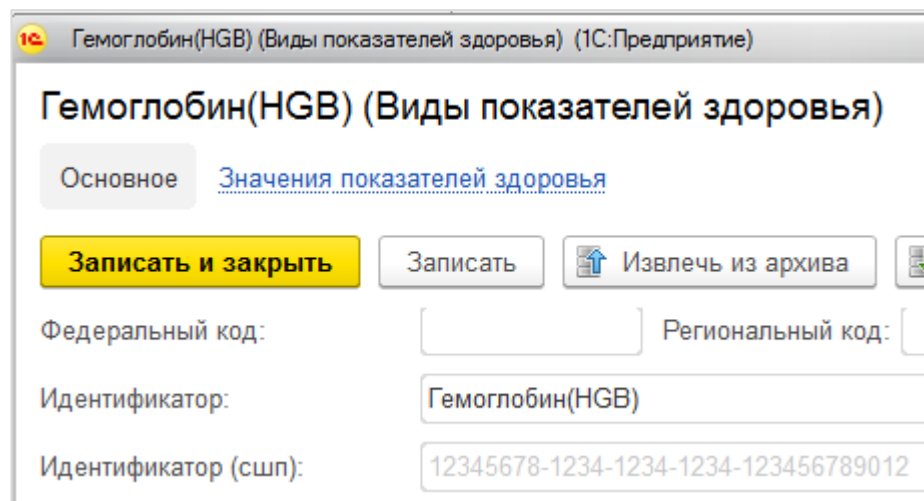 1С Гемоглобин(HGB) (Виды показателей здоровья) (1С:Предприятие)
Гемоглобин(HGB) (Виды показателей здоровья)
Основное Значения показателей здоровья
Записать и закрыть Записать Извлечь из архива
Федеральный код: Региональный код:
Идентификатор: Гемоглобин(HGB)
Идентификатор (сшп): 12345678-1234-1234-1234-123456789012